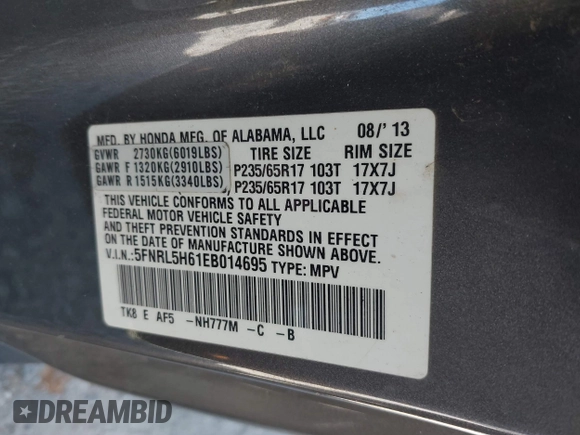 MFD. BY HONDA MFG. OF ALABAMA, LLC 08/'13
GVWR 2730KG(6019LBS) TIRE SIZE RIM SIZE
GAWR F 1320KG(2910LBS) P235/65R17 103T 17X7J
GAWR R 1515KG(3340LBS) P235/65R17 103T 17X7J
THIS VEHICLE CONFORMS TO ALL APPLICABLE
FEDERAL MOTOR VEHICLE SAFETY
AND THEFT PREVENTION STANDARDS IN EFFECT
ON THE DATE OF MANUFACTURE SHOWN ABOVE.
V.I.N.:5FNRL5H61EB014695 TYPE: MPV
TK8 E AF5 -NH777M -C -B
DREAMBID